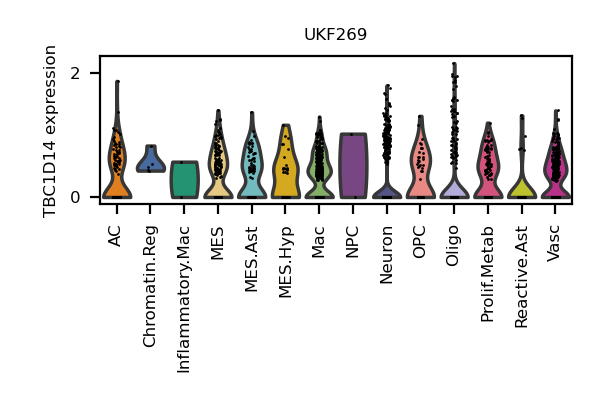 UKF269
TBC1D14 expression
2
0
AC
Chromatin.Reg
Inflammatory.Mac
MES
MES.Ast
MES.Hyp
Mac
NPC
Neuron
OPC
Oligo
Prolif.Metab
Reactive.Ast
Vasc